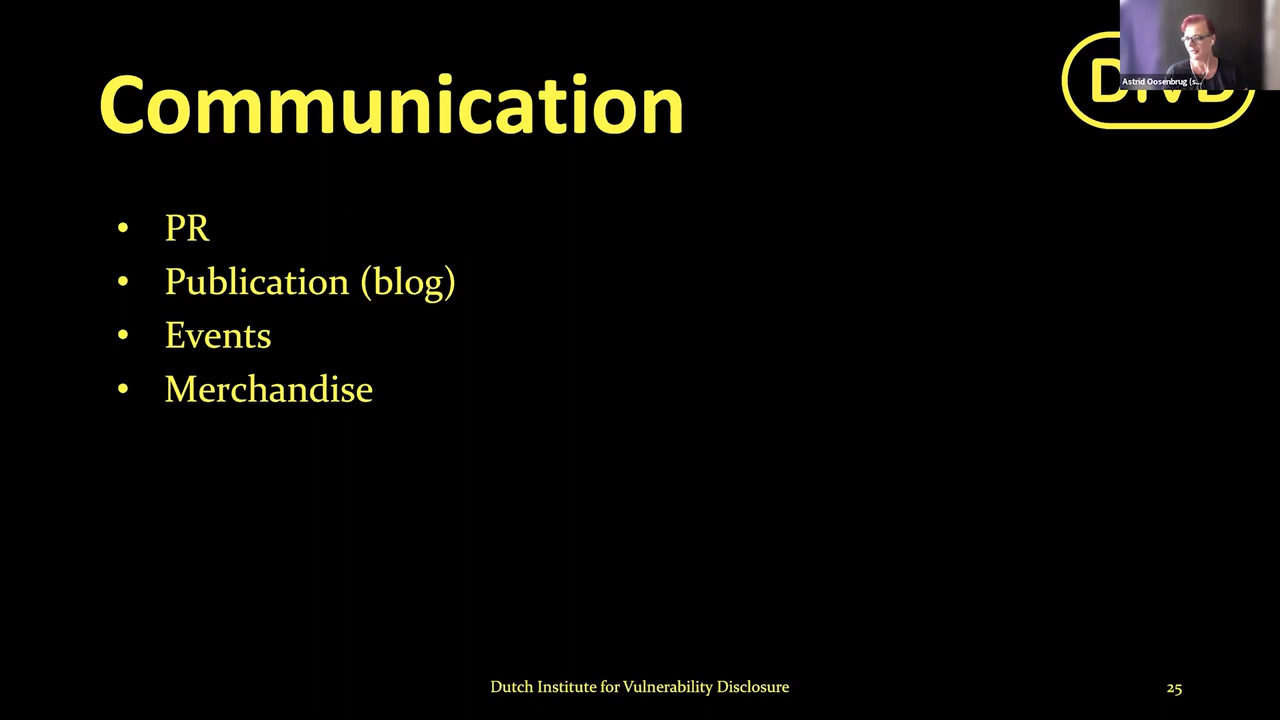 Communication
DIVD
Astrid Oosenbrug (s...
• PR
• Publication (blog)
• Events
• Merchandise
Dutch Institute for Vulnerability Disclosure
25